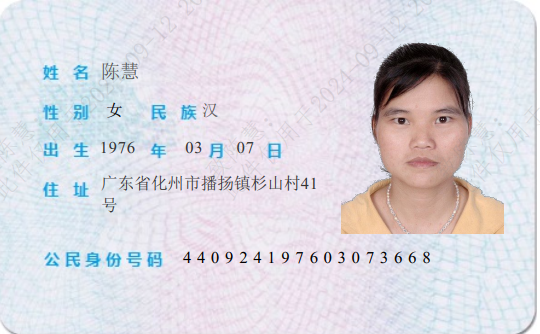 姓名 陈慧
性别 女 民族 汉
出生 1976 年 03 月 07 日
住址 广东省化州市播扬镇杉山村41
号
公民身份号码 440924197603073668